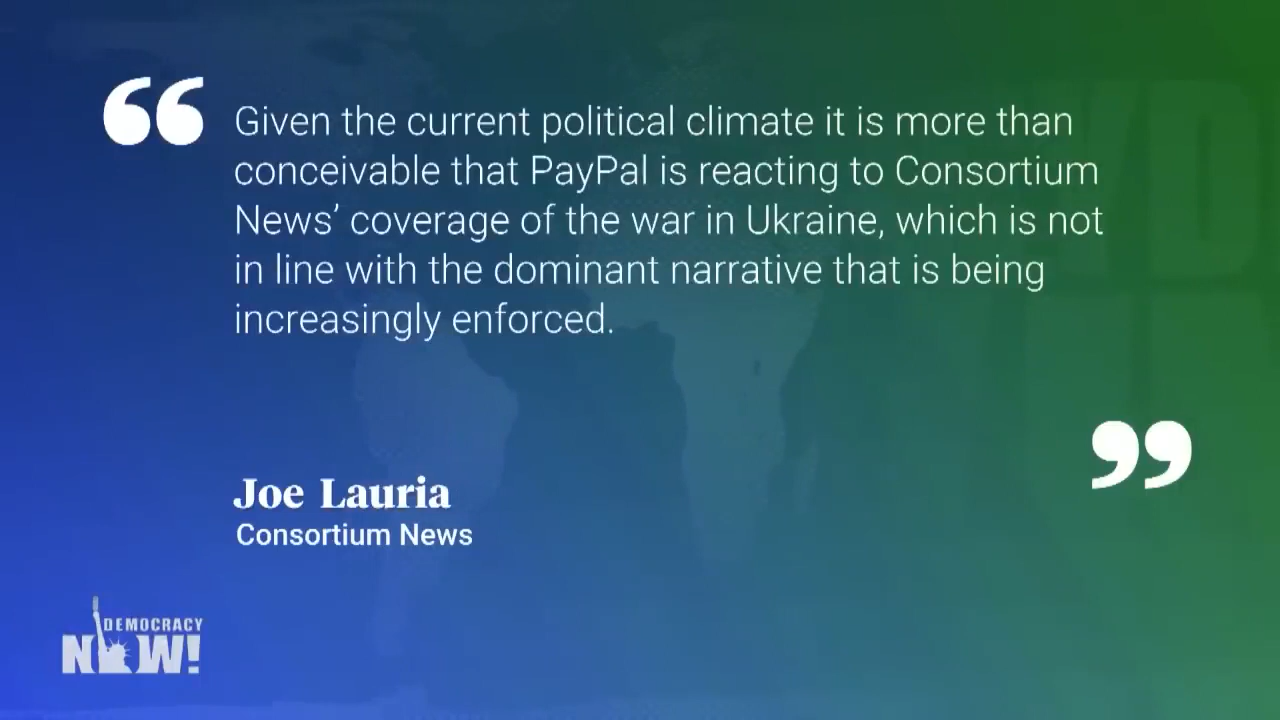 “
Given the current political climate it is more than
conceivable that PayPal is reacting to Consortium
News’ coverage of the war in Ukraine, which is not
in line with the dominant narrative that is being
increasingly enforced.
”
Joe Lauria
Consortium News
DEMOCRACY
NOW!